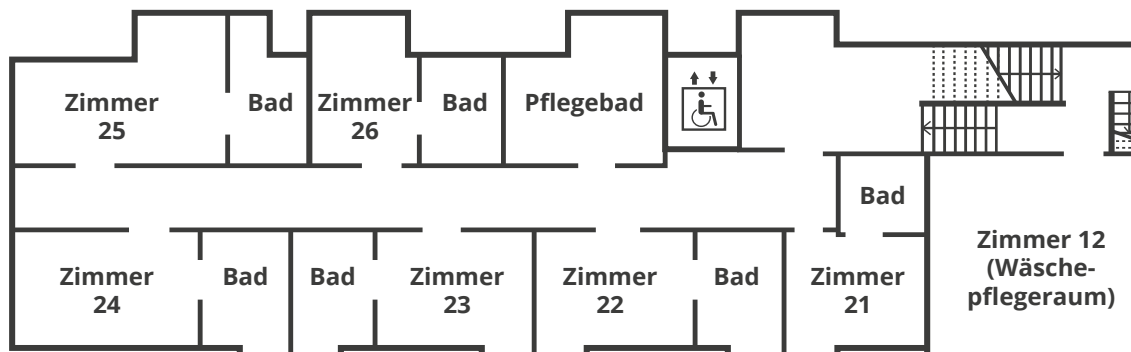 Zimmer
25
Bad
Zimmer
26
Bad
Pflegebad
Bad
Zimmer 12
(Wäsche-
pflegeraum)
Zimmer
24
Bad
Bad
Zimmer
23
Zimmer
22
Bad
Zimmer
21